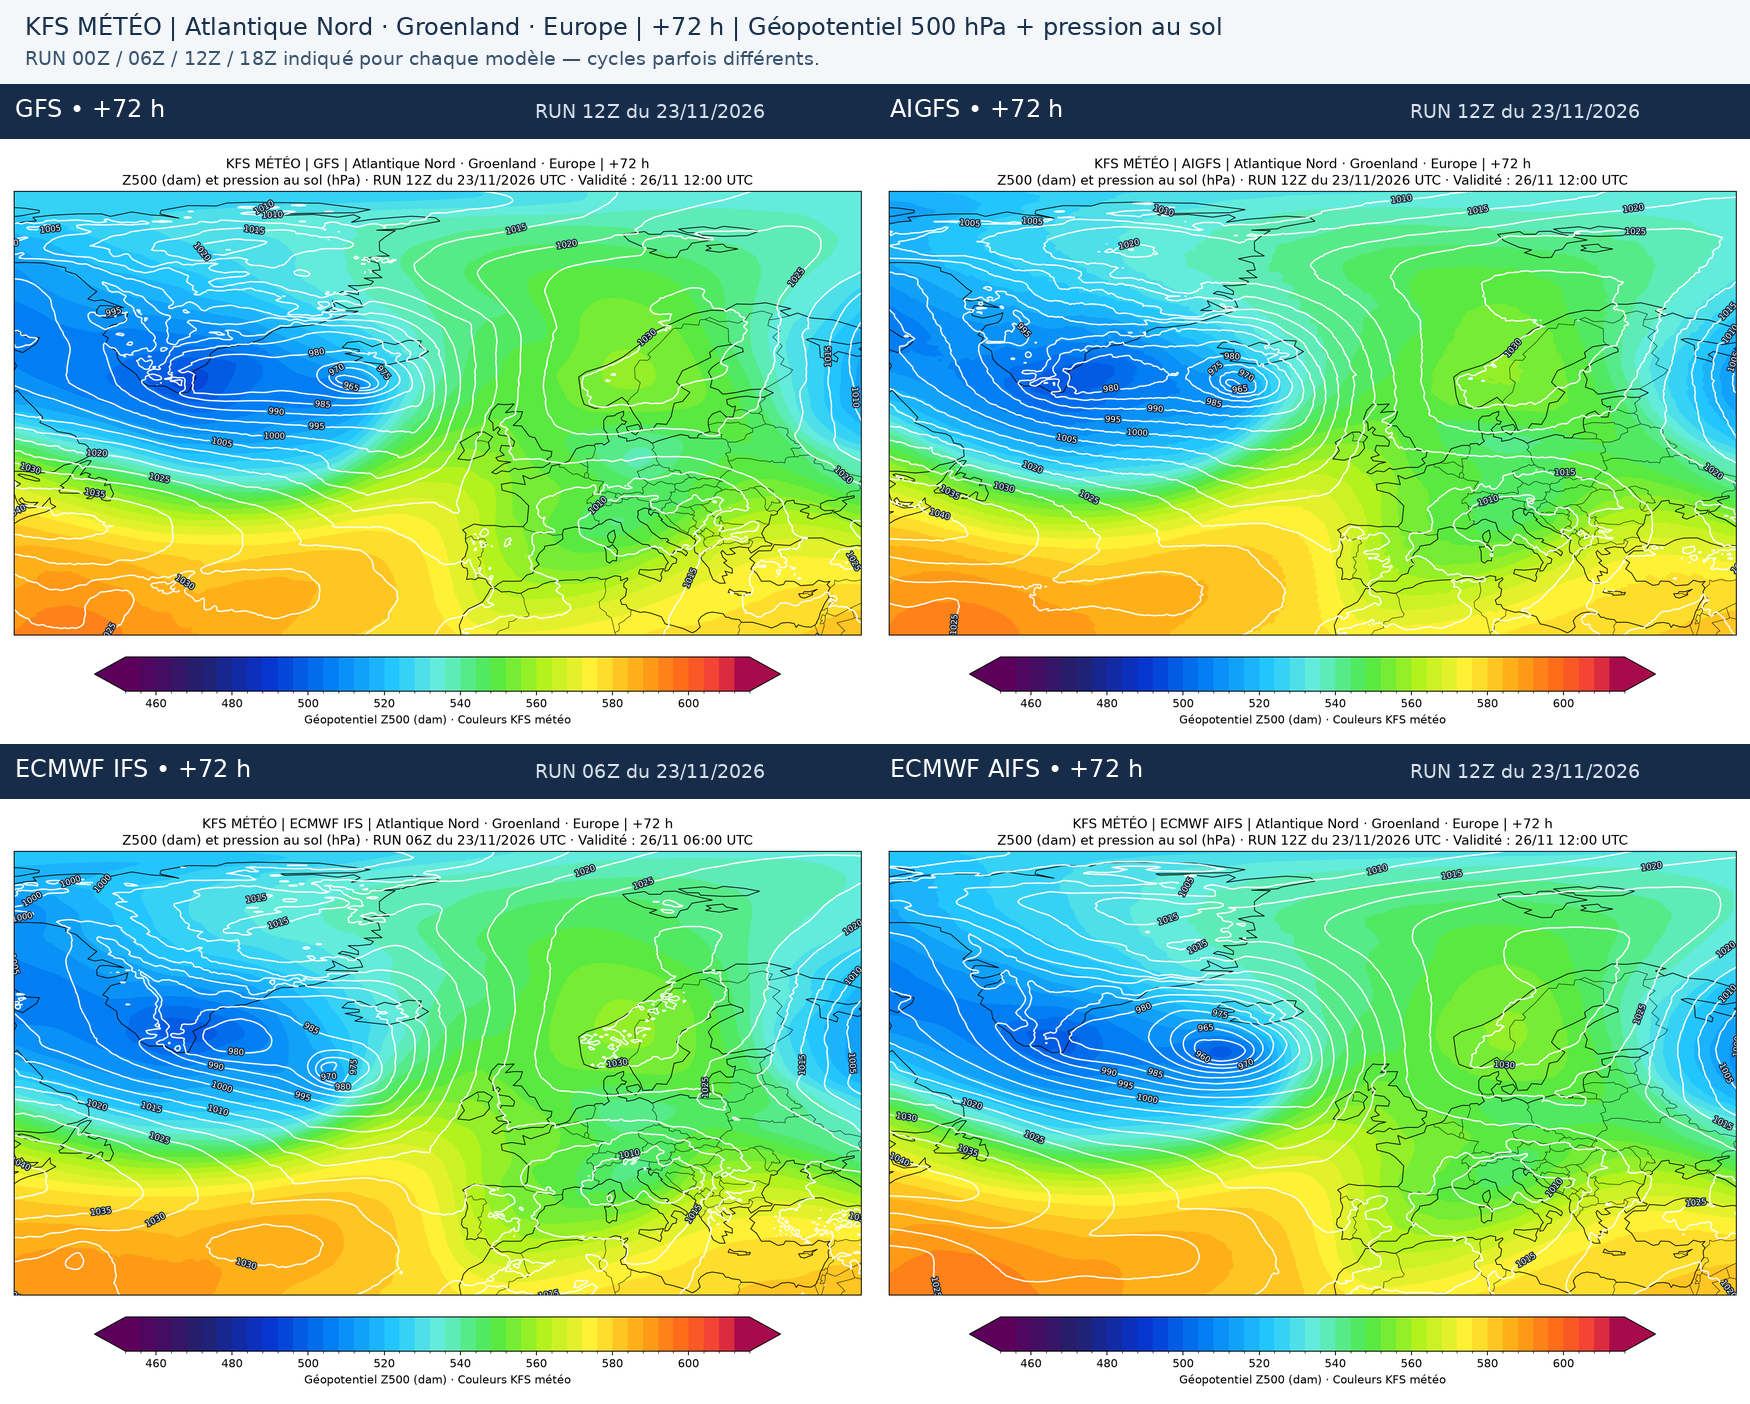 KFS MÉTÉO | Atlantique Nord · Groenland · Europe | +72 h | Géopotentiel 500 hPa + pression au sol
RUN 00Z / 06Z / 12Z / 18Z indiqué pour chaque modèle — cycles parfois différents.
GFS • +72 h
RUN 12Z du 23/11/2026
AIGFS • +72 h
RUN 12Z du 23/11/2026
KFS MÉTÉO | GFS | Atlantique Nord · Groenland · Europe | +72 h
Z500 (dam) et pression au sol (hPa) · RUN 12Z du 23/11/2026 UTC · Validité : 26/11 12:00 UTC
KFS MÉTÉO | AIGFS | Atlantique Nord · Groenland · Europe | +72 h
Z500 (dam) et pression au sol (hPa) · RUN 12Z du 23/11/2026 UTC · Validité : 26/11 12:00 UTC
460 480 500 520 540 560 580 600
Géopotentiel Z500 (dam) · Couleurs KFS météo
460 480 500 520 540 560 580 600
Géopotentiel Z500 (dam) · Couleurs KFS météo
ECMWF IFS • +72 h
RUN 06Z du 23/11/2026
ECMWF AIFS • +72 h
RUN 12Z du 23/11/2026
KFS MÉTÉO | ECMWF IFS | Atlantique Nord · Groenland · Europe | +72 h
Z500 (dam) et pression au sol (hPa) · RUN 06Z du 23/11/2026 UTC · Validité : 26/11 06:00 UTC
KFS MÉTÉO | ECMWF AIFS | Atlantique Nord · Groenland · Europe | +72 h
Z500 (dam) et pression au sol (hPa) · RUN 12Z du 23/11/2026 UTC · Validité : 26/11 12:00 UTC
460 480 500 520 540 560 580 600
Géopotentiel Z500 (dam) · Couleurs KFS météo
460 480 500 520 540 560 580 600
Géopotentiel Z500 (dam) · Couleurs KFS météo